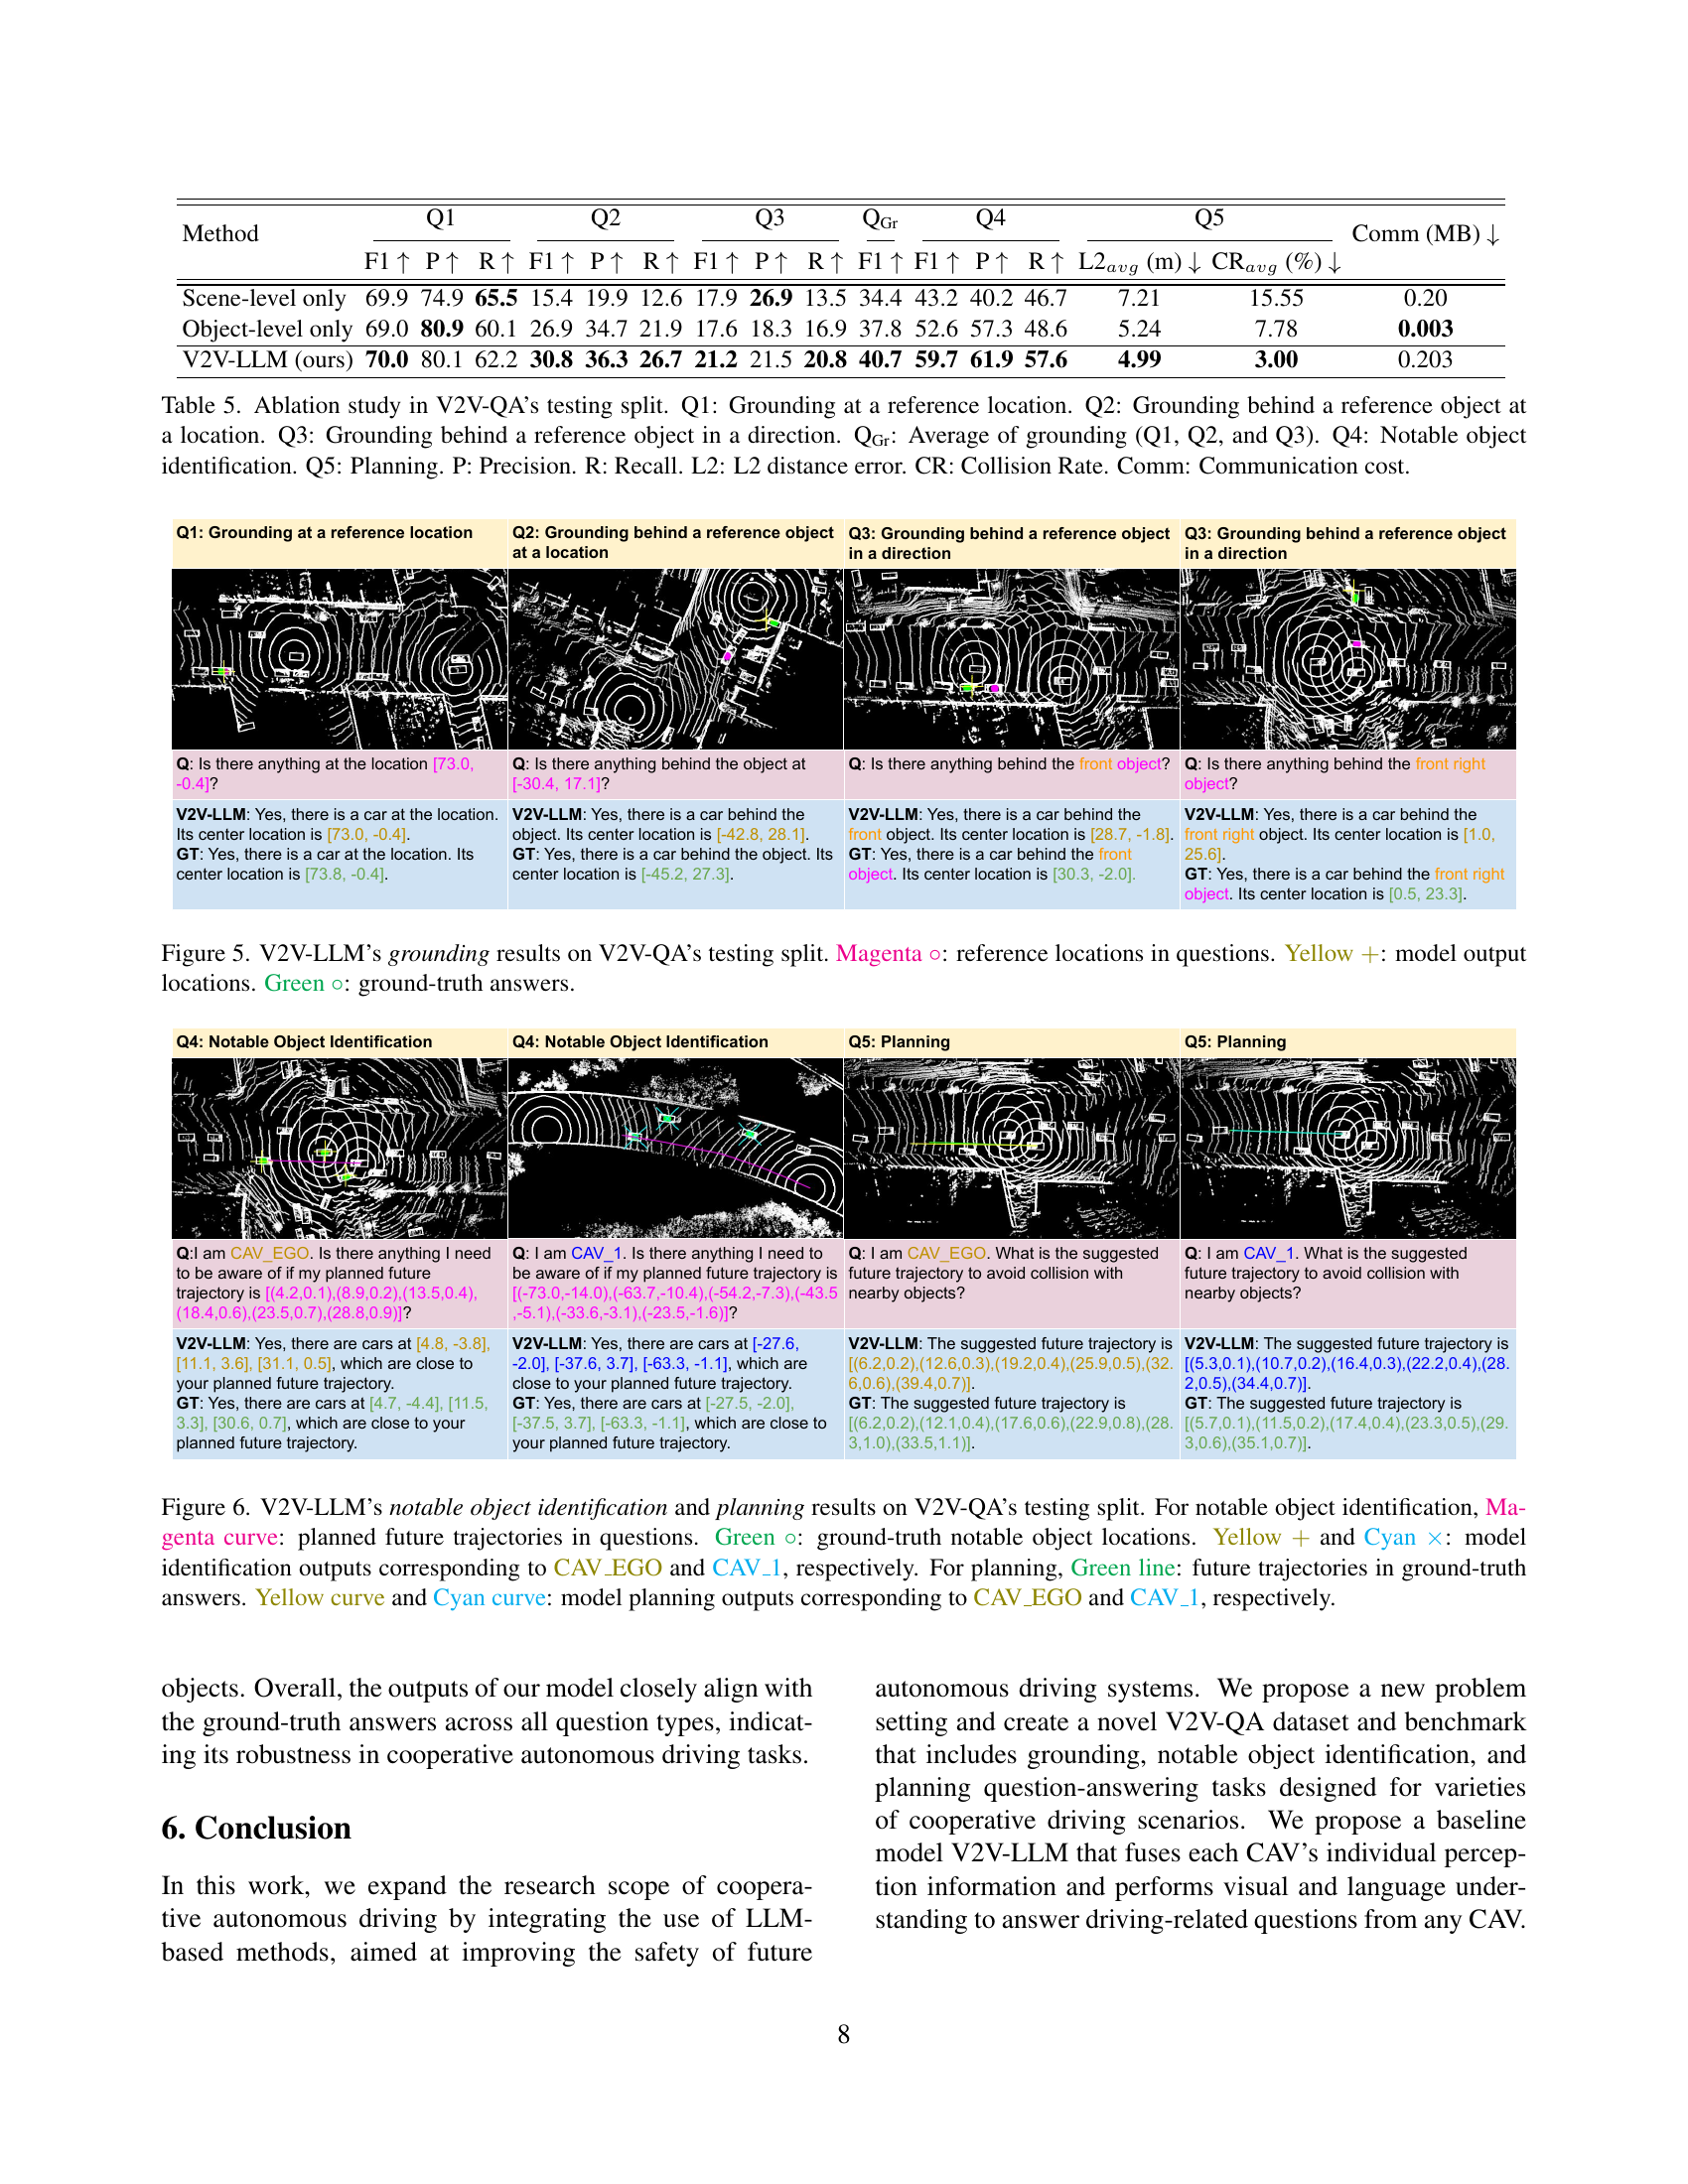 Method Q1 Q2 Q3 QGr Q4 Q5 Comm (MB) ↓
F1 ↑ P ↑ R ↑ F1 ↑ P ↑ R ↑ F1 ↑ P ↑ R ↑ F1 ↑ F1 ↑ P ↑ R ↑ L2avg (m) ↓ CRavg (%) ↓
Scene-level only 69.9 74.9 65.5 15.4 19.9 12.6 17.9 26.9 13.5 34.4 43.2 40.2 46.7 7.21 15.55 0.20
Object-level only 69.0 80.9 60.1 26.9 34.7 21.9 17.6 18.3 16.9 37.8 52.6 57.3 48.6 5.24 7.78 0.003
V2V-LLM (ours) 70.0 80.1 62.2 30.8 36.3 26.7 21.2 21.5 20.8 40.7 59.7 61.9 57.6 4.99 3.00 0.203
Table 5. Ablation study in V2V-QA's testing split. Q1: Grounding at a reference location. Q2: Grounding behind a reference object at
a location. Q3: Grounding behind a reference object in a direction. QGr: Average of grounding (Q1, Q2, and Q3). Q4: Notable object
identification. Q5: Planning. P: Precision. R: Recall. L2: L2 distance error. CR: Collision Rate. Comm: Communication cost.
Q1: Grounding at a reference location
Q: Is there anything at the location [73.0,
-0.4]?
V2V-LLM: Yes, there is a car at the location.
Its center location is [73.0, -0.4].
GT: Yes, there is a car at the location. Its
center location is [73.8, -0.4].
Q2: Grounding behind a reference object
at a location
Q: Is there anything behind the object at
[-30.4, 17.1]?
V2V-LLM: Yes, there is a car behind the
object. Its center location is [-42.8, 28.1].
GT: Yes, there is a car behind the object. Its
center location is [-45.2, 27.3].
Q3: Grounding behind a reference object
in a direction
Q: Is there anything behind the front object?
V2V-LLM: Yes, there is a car behind the
front object. Its center location is [28.7, -1.8].
GT: Yes, there is a car behind the front
object. Its center location is [30.3, -2.0].
Q3: Grounding behind a reference object
in a direction
Q: Is there anything behind the front right
object?
V2V-LLM: Yes, there is a car behind the
front right object. Its center location is [1.0,
25.6].
GT: Yes, there is a car behind the front right
object. Its center location is [0.5, 23.3].
Figure 5. V2V-LLM's grounding results on V2V-QA's testing split. Magenta ○: reference locations in questions. Yellow +: model output
locations. Green ○: ground-truth answers.
Q4: Notable Object Identification
Q:I am CAV_EGO. Is there anything I need
to be aware of if my planned future
trajectory is [(4.2,0.1),(8.9,0.2),(13.5,0.4),
(18.4,0.6),(23.5,0.7),(28.8,0.9)]?
V2V-LLM: Yes, there are cars at [4.8, -3.8],
[11.1, 3.6], [31.1, 0.5], which are close to
your planned future trajectory.
GT: Yes, there are cars at [4.7, -4.4], [11.5,
3.3], [30.6, 0.7], which are close to your
planned future trajectory.
Q4: Notable Object Identification
Q: I am CAV_1. Is there anything I need to
be aware of if my planned future trajectory is
[(-73.0,-14.0),(-63.7,-10.4),(-54.2,-7.3),(-43.5
,-5.1),(-33.6,-3.1),(-23.5,-1.6)]?
V2V-LLM: Yes, there are cars at [-27.6,
-2.0], [-37.6, 3.7], [-63.3, -1.1], which are
close to your planned future trajectory.
GT: Yes, there are cars at [-27.5, -2.0],
[-37.5, 3.7], [-63.3, -1.1], which are close to
your planned future trajectory.
Q5: Planning
Q: I am CAV_EGO. What is the suggested
future trajectory to avoid collision with
nearby objects?
V2V-LLM: The suggested future trajectory is
[(6.2,0.2),(12.6,0.3),(19.2,0.4),(25.9,0.5),(32.
6,0.6),(39.4,0.7)].
GT: The suggested future trajectory is
[(6.2,0.2),(12.1,0.4),(17.6,0.6),(22.9,0.8),(28.
3,1.0),(33.5,1.1)].
Q5: Planning
Q: I am CAV_1. What is the suggested
future trajectory to avoid collision with
nearby objects?
V2V-LLM: The suggested future trajectory is
[(5.3,0.1),(10.7,0.2),(16.4,0.3),(22.2,0.4),(28.
2,0.5),(34.4,0.7)].
GT: The suggested future trajectory is
[(5.7,0.1),(11.5,0.2),(17.4,0.4),(23.3,0.5),(29.
3,0.6),(35.1,0.7)].
Figure 6. V2V-LLM's notable object identification and planning results on V2V-QA's testing split. For notable object identification, Ma-
genta curve: planned future trajectories in questions. Green ○: ground-truth notable object locations. Yellow + and Cyan ×: model
identification outputs corresponding to CAV_EGO and CAV_1, respectively. For planning, Green line: future trajectories in ground-truth
answers. Yellow curve and Cyan curve: model planning outputs corresponding to CAV_EGO and CAV_1, respectively.
objects. Overall, the outputs of our model closely align with
the ground-truth answers across all question types, indicat-
ing its robustness in cooperative autonomous driving tasks.
6. Conclusion
In this work, we expand the research scope of coopera-
tive autonomous driving by integrating the use of LLM-
based methods, aimed at improving the safety of future
autonomous driving systems. We propose a new problem
setting and create a novel V2V-QA dataset and benchmark
that includes grounding, notable object identification, and
planning question-answering tasks designed for varieties
of cooperative driving scenarios. We propose a baseline
model V2V-LLM that fuses each CAV's individual percep-
tion information and performs visual and language under-
standing to answer driving-related questions from any CAV.
8